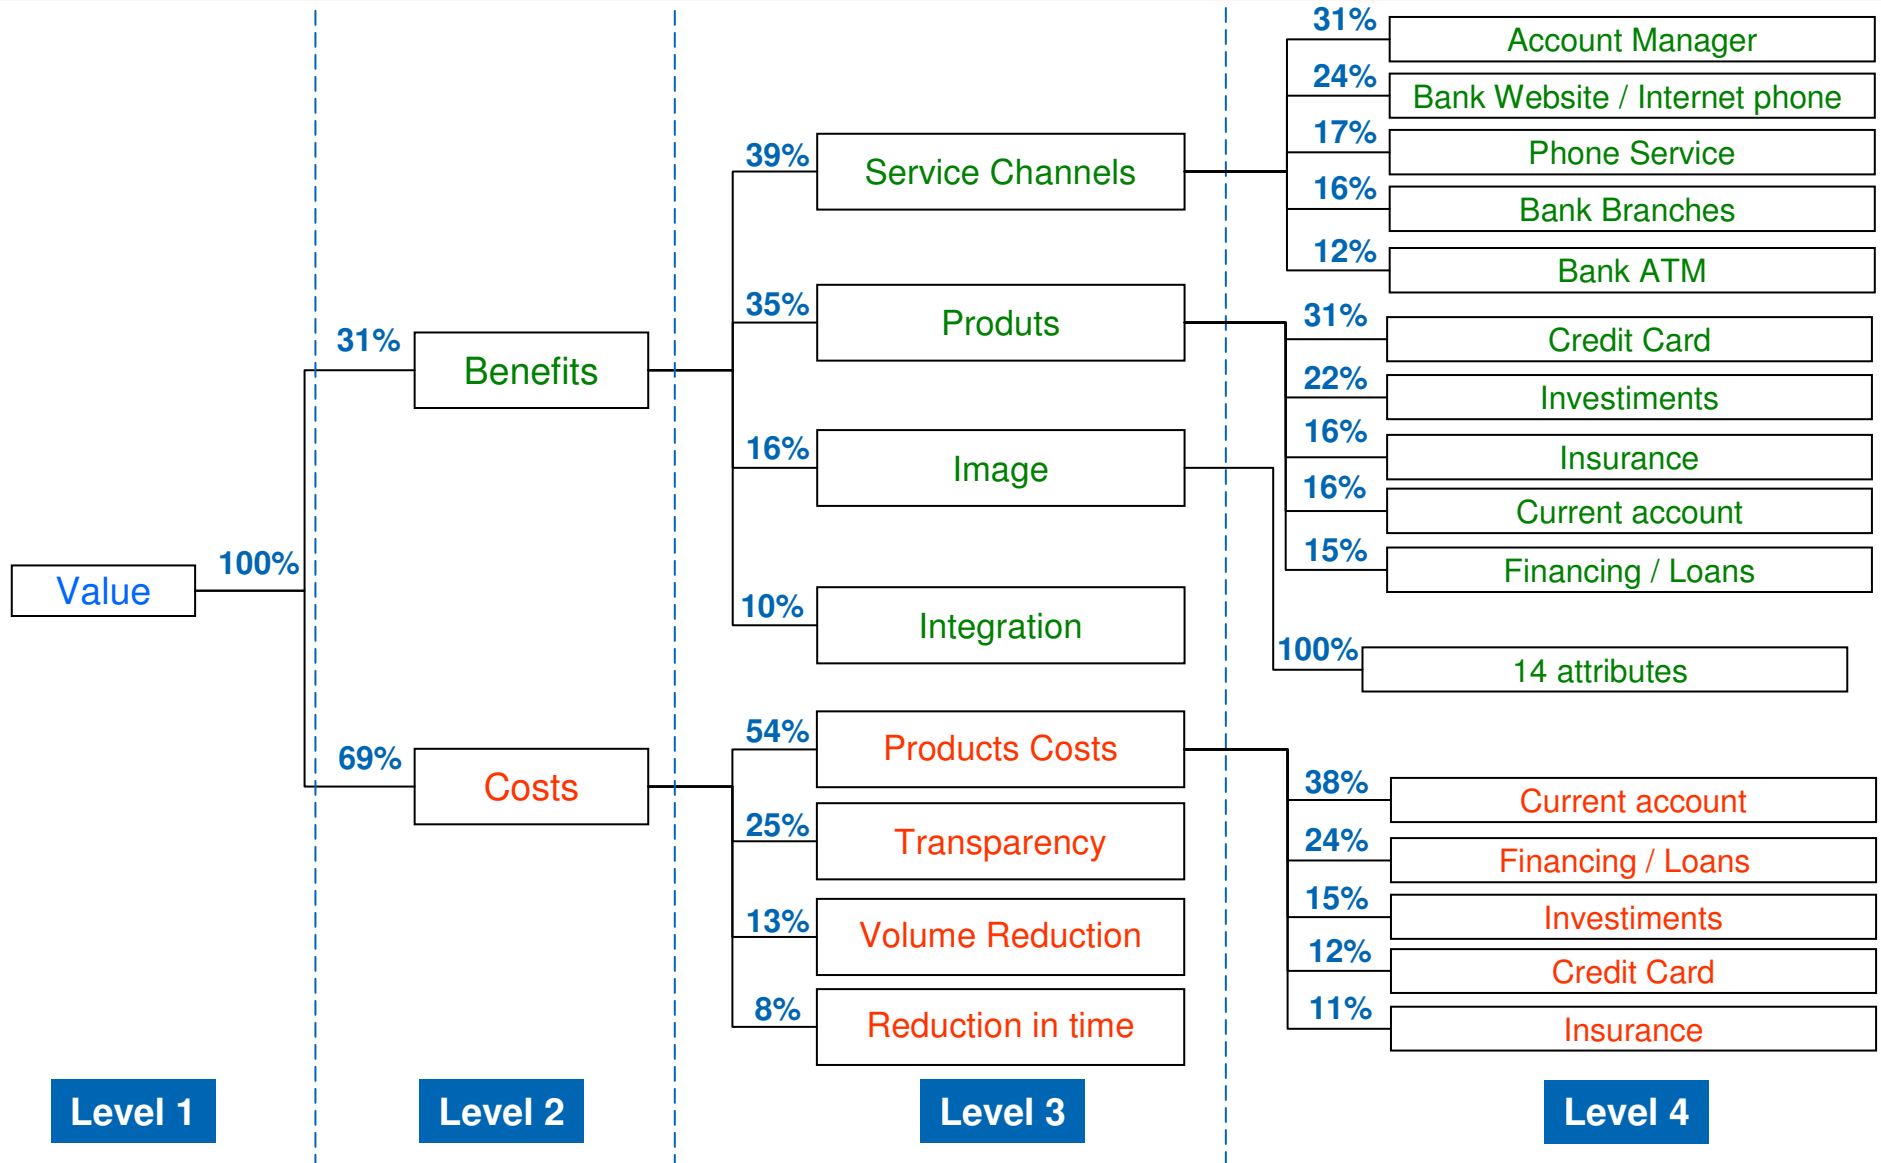 31%
Account Manager
24%
Bank Website / Internet phone
17%
Phone Service
16%
Bank Branches
12%
Bank ATM
39%
Service Channels
35%
Produts
31%
Credit Card
22%
Investiments
16%
Insurance
16%
Current account
15%
Financing / Loans
31%
Benefits
16%
Image
10%
Integration
100%
14 attributes
Value
100%
69%
Costs
54%
Products Costs
25%
Transparency
13%
Volume Reduction
8%
Reduction in time
38%
Current account
24%
Financing / Loans
15%
Investiments
12%
Credit Card
11%
Insurance
Level 1
Level 2
Level 3
Level 4